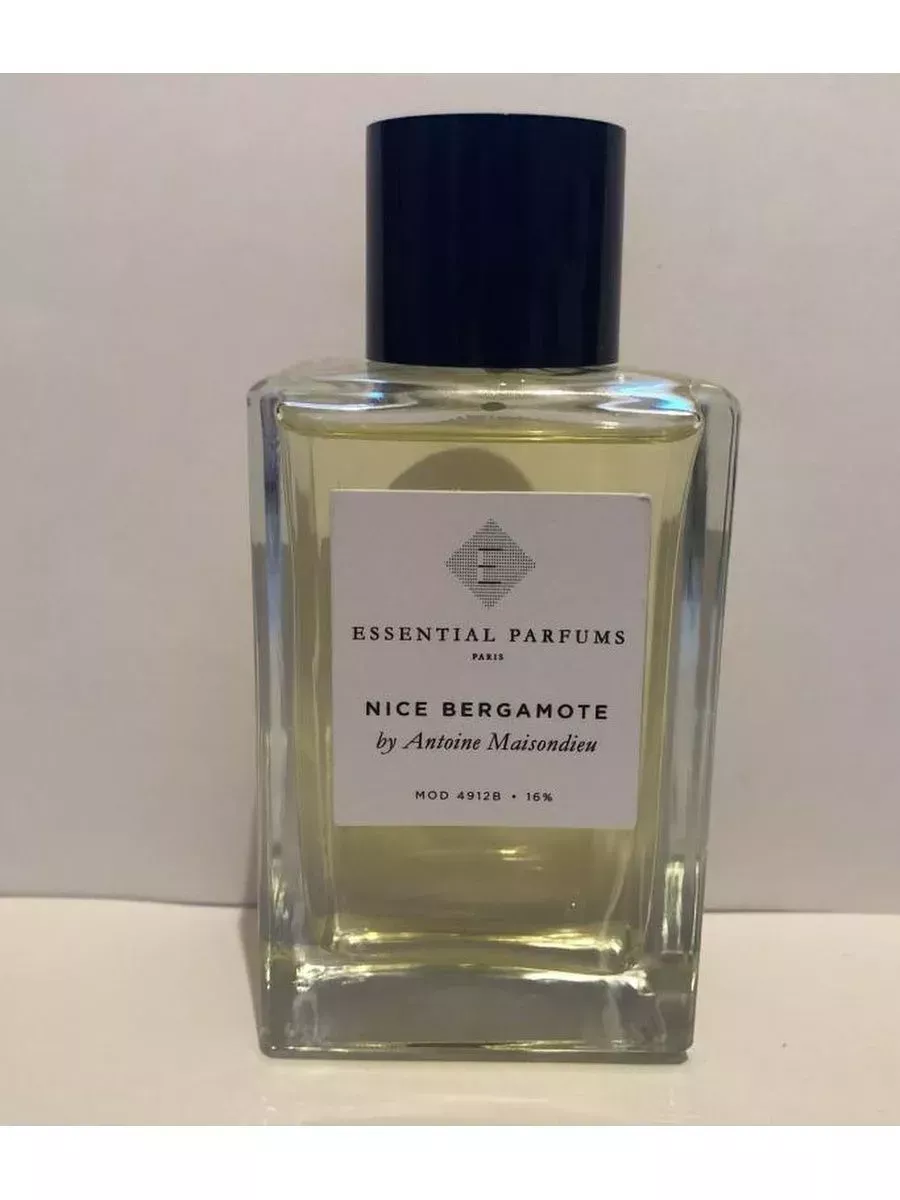 E
ESSENTIAL PARFUMS
PARIS
NICE BERGAMOTE
by Antoine Maisondieu
MOD 4912B • 16%